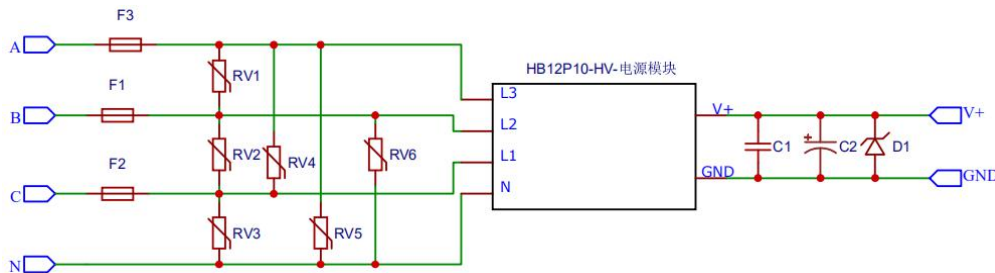 F3
A
RV1
HB12P10-HV-电源模块
F1
L3
B
L2
V+
V+
RV2
RV4
RV6
L1
C1
C2
D1
F2
C
N
GND
GND
RV3
RV5
N
+